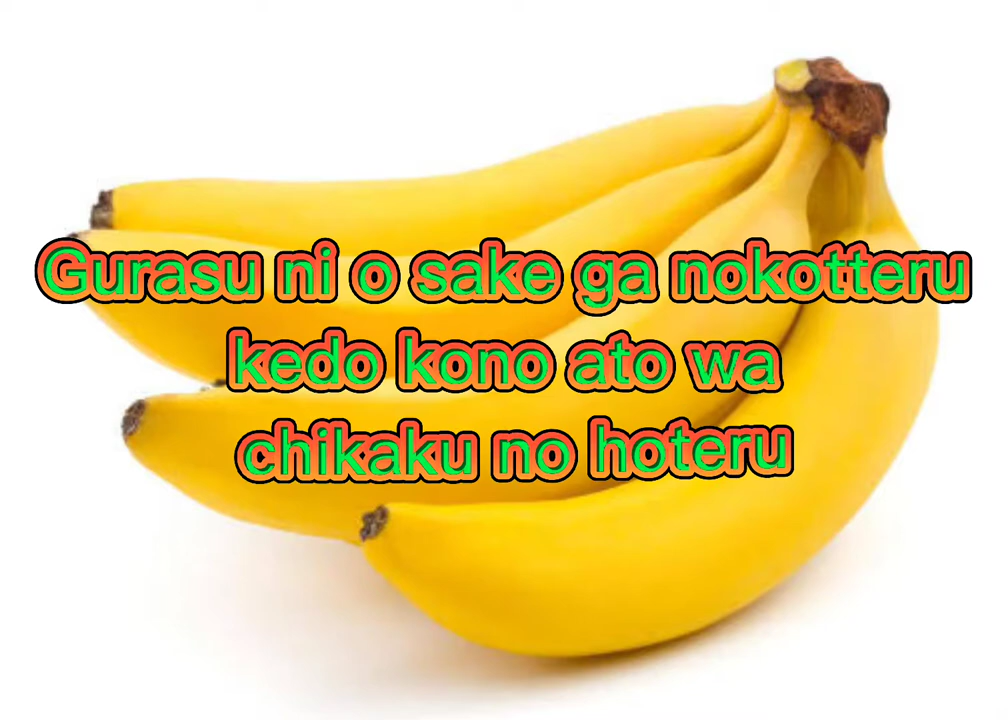 Gurasu ni o sake ga nokotteru
kedo kono ato wa
chikaku no hoteru